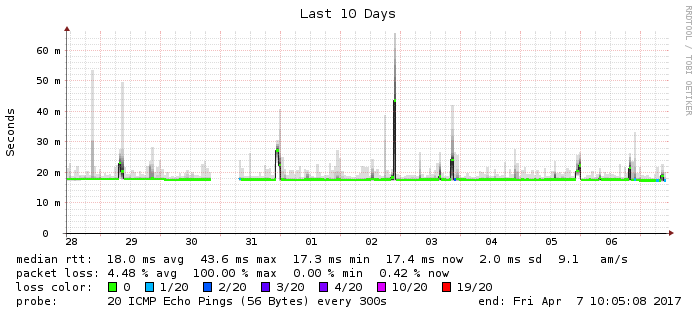 Last 10 Days
RRDTOOL / TOBI OETIKER
Seconds
60 m
50 m
40 m
30 m
20 m
10 m
0
28 29 30 31 01 02 03 04 05 06
median rtt: 18.0 ms avg 43.6 ms max 17.3 ms min 17.4 ms now 2.0 ms sd 9.1 am/s
packet loss: 4.48 % avg 100.00 % max 0.00 % min 0.42 % now
loss color: 0 1/20 2/20 3/20 4/20 10/20 19/20
probe: 20 ICMP Echo Pings (56 Bytes) every 300s end: Fri Apr 7 10:05:08 2017